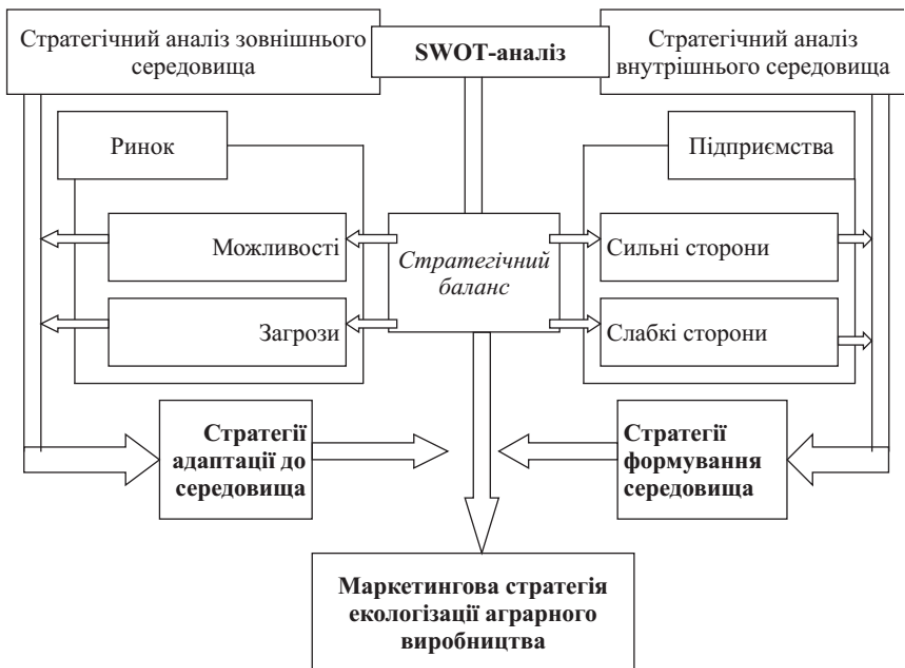 Стратегічний аналіз зовнішнього
середовища
SWOT-аналіз
Стратегічний аналіз
внутрішнього середовища
Ринок
Підприємства
Можливості
Стратегічний
баланс
Сильні сторони
Загрози
Слабкі сторони
Стратегії
адаптації до
середовища
Стратегії
формування
середовища
Маркетингова стратегія
екологізації аграрного
виробництва